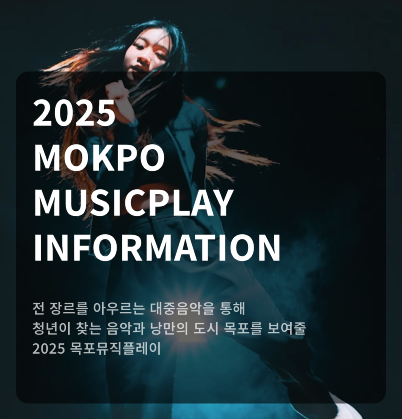 2025
MOKPO
MUSICPLAY
INFORMATION
전 장르를 아우르는 대중음악을 통해
청년이 찾는 음악과 낭만의 도시 목포를 보여줄
2025 목포뮤직플레이